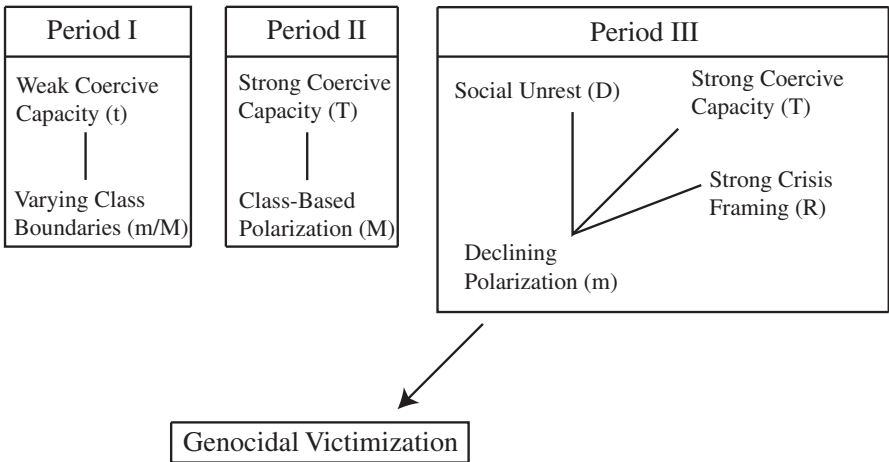 Period I
Weak Coercive
Capacity (t)
Varying Class
Boundaries (m/M)
Period II
Strong Coercive
Capacity (T)
Class-Based
Polarization (M)
Period III
Social Unrest (D)
Strong Coercive
Capacity (T)
Strong Crisis
Framing (R)
Declining
Polarization (m)
Genocidal Victimization